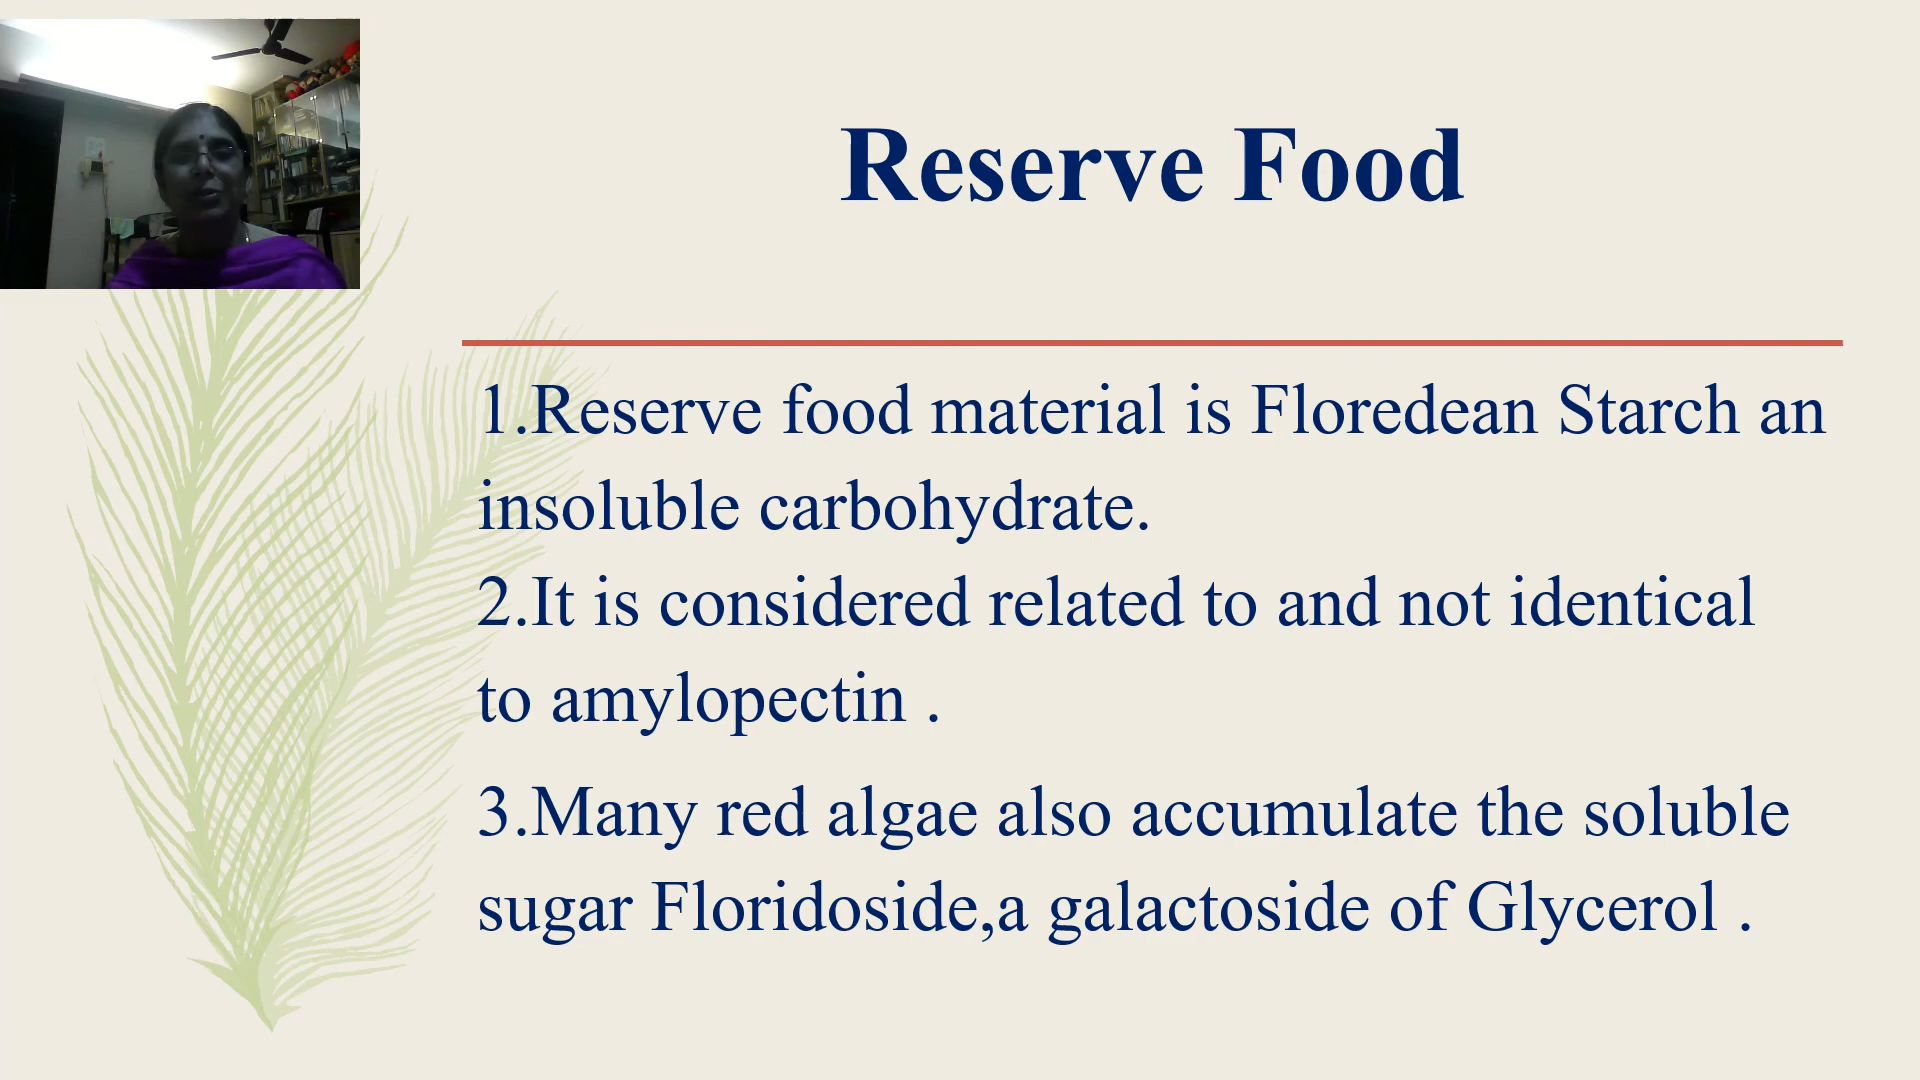 Reserve Food
1.Reserve food material is Floredean Starch an
insoluble carbohydrate.
2.It is considered related to and not identical
to amylopectin .
3.Many red algae also accumulate the soluble
sugar Floridoside,a galactoside of Glycerol .